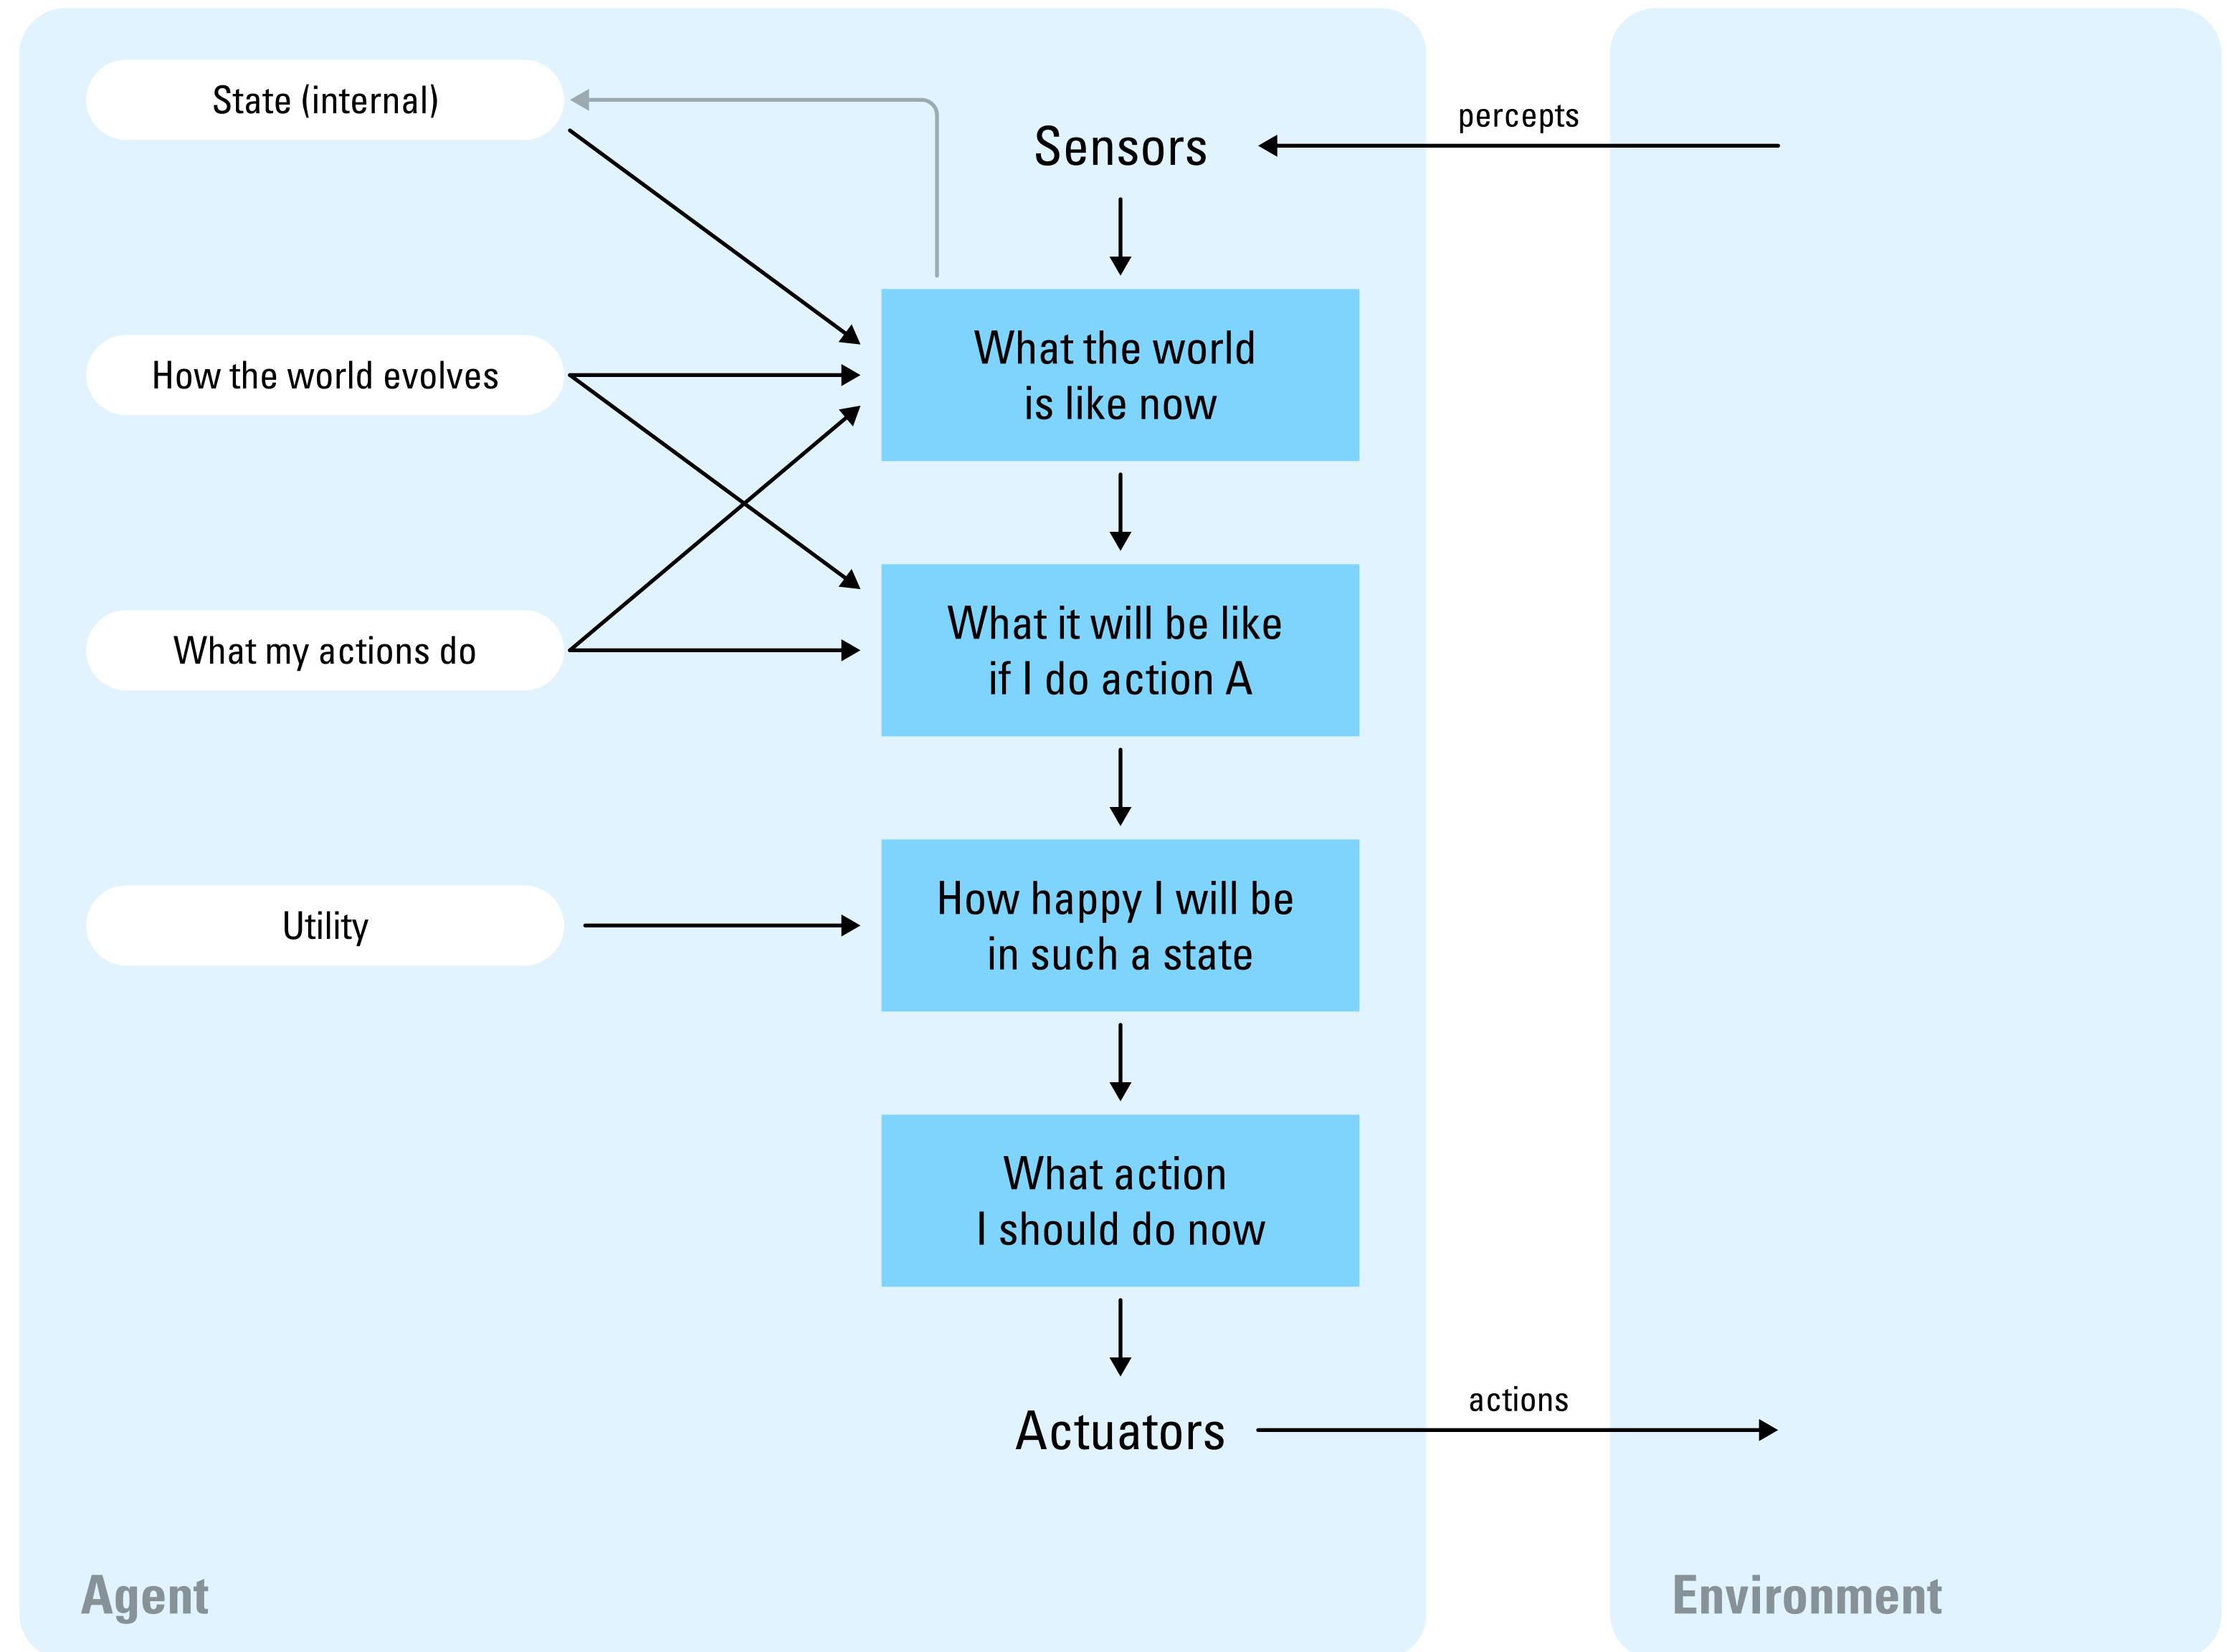 State (internal)
percepts
Sensors
What the world
is like now
How the world evolves
What it will be like
if I do action A
What my actions do
How happy I will be
in such a state
Utility
What action
I should do now
actions
Actuators
Agent
Environment